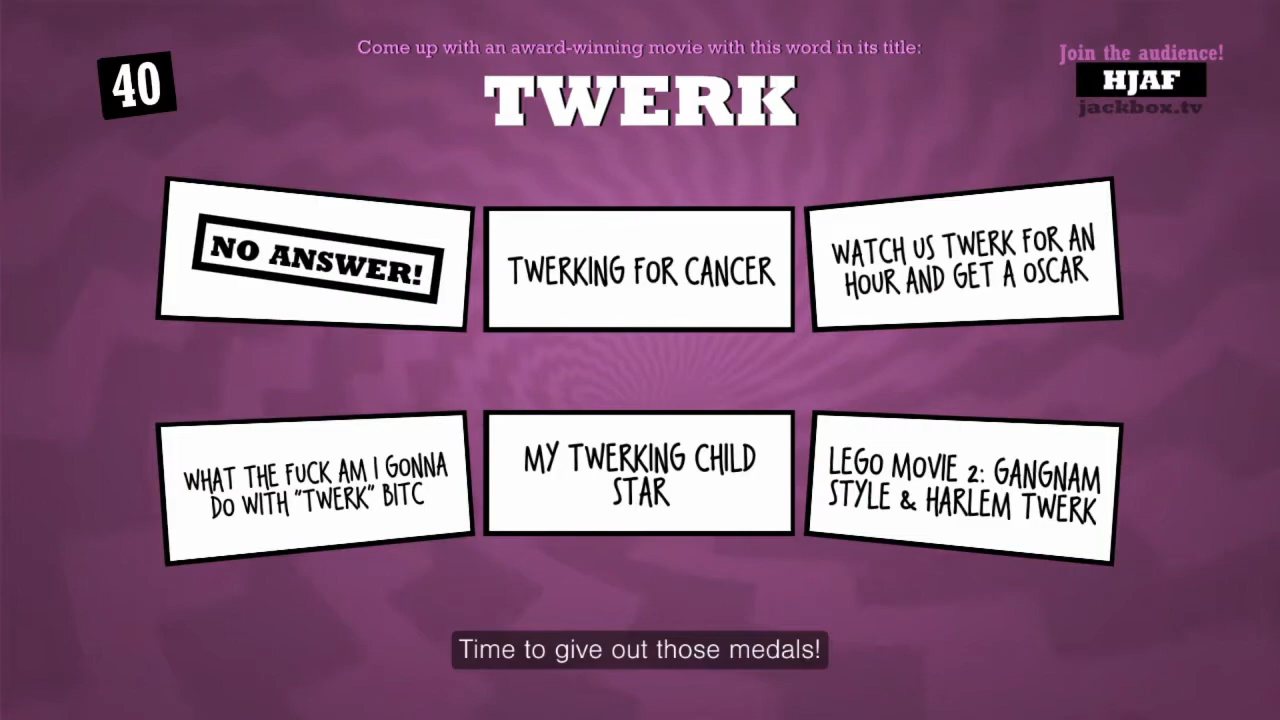 Come up with an award-winning movie with this word in its title:
40
TWERK
Join the audience!
HJAF
jackbox.tv
NO ANSWER!
TWERKING FOR CANCER
WATCH US TWERK FOR AN
HOUR AND GET A OSCAR
WHAT THE FUCK AM I GONNA
DO WITH "TWERK" BITC
MY TWERKING CHILD
STAR
LEGO MOVIE 2: GANGNAM
STYLE & HARLEM TWERK
Time to give out those medals!